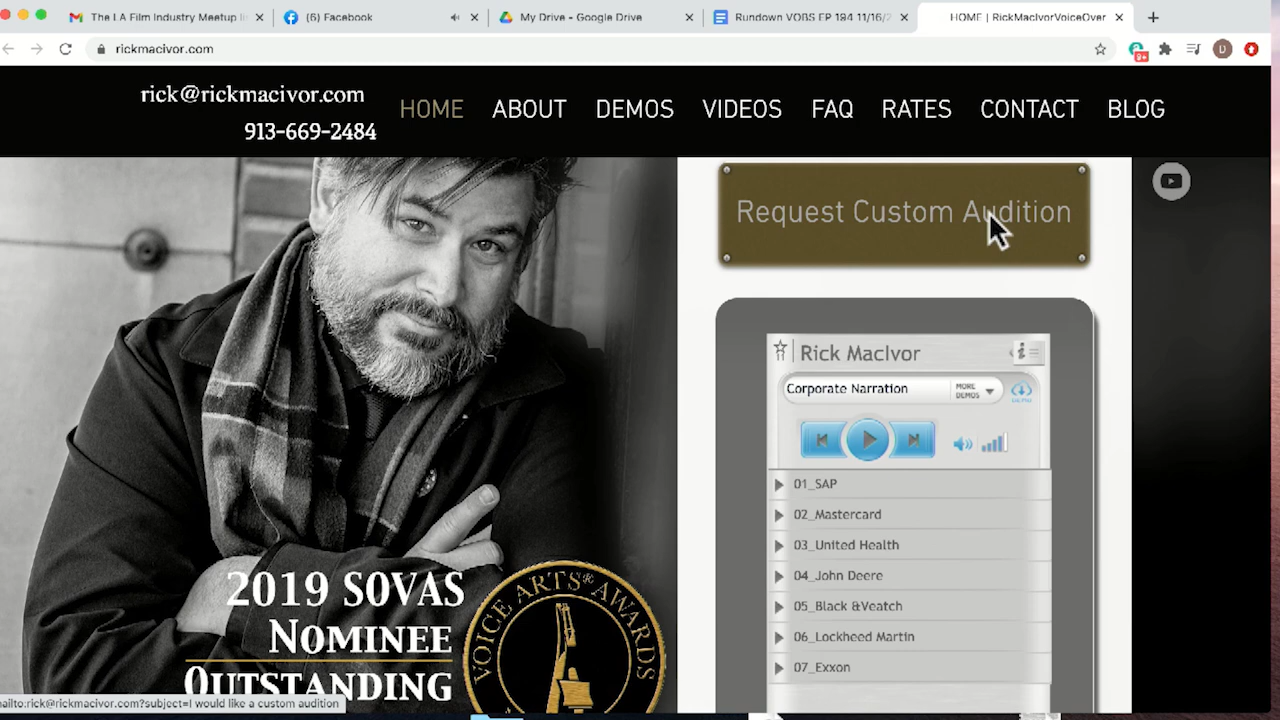 The LA Film Industry Meetup
(6) Facebook
My Drive - Google Drive
Rundown VOBS EP 194 11/16/2
HOME | RickMacIvorVoiceOver
rickmacivor.com
9+
D
rick@rickmacivor.com
913-669-2484
HOME ABOUT DEMOS VIDEOS FAQ RATES CONTACT BLOG
Request Custom Audition
Rick MacIvor
Corporate Narration
MORE
DEMOS
01_SAP
02_Mastercard
03_United Health
04_John Deere
05_Black &Veatch
06_Lockheed Martin
07_Exxon
2019 SOVAS
NOMINEE
OUTSTANDING
VOICE ARTS® AWARDS
ailto:rick@rickmacivor.com?subject=I would like a custom audition